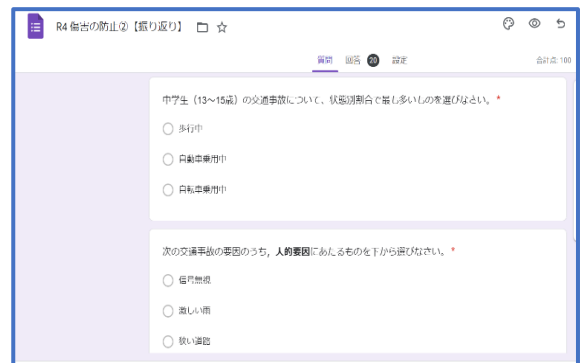 R4 傷害の防止②【振り返り】
質問 回答 20 設定
合計点: 100
中学生（13～15歳）の交通事故について、状態別割合で最も多いものを選びなさい。*
歩行中
自動車乗用中
自転車乗用中
次の交通事故の要因のうち，人的要因にあたるものを下から選びなさい。*
信号無視
激しい雨
狭い道路